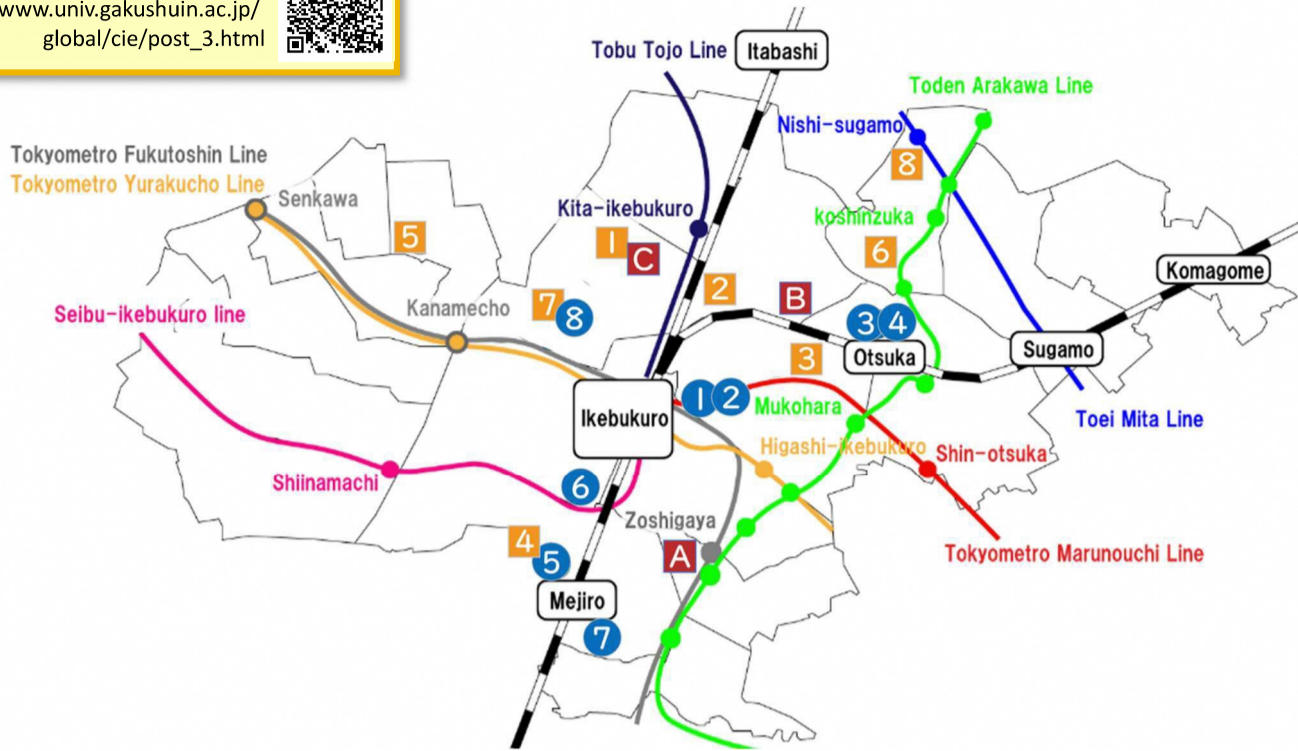 www.univ.gakushuin.ac.jp/
global/cie/post_3.html
Tobu Tojo Line
Itabashi
Toden Arakawa Line
Nishi-sugamo
8
Tokyometro Fukutoshin Line
Tokyometro Yurakucho Line
Senkawa
Kita-ikebukuro
koshinzuka
5
1
C
6
Komagome
Seibu-ikebukuro line
Kanamecho
7
8
2
B
3
4
Otsuka
Sugamo
3
Ikebukuro
1
2
Mukohara
Toei Mita Line
Higashi-ikebukuro
Shin-otsuka
Shiinamachi
6
Zoshigaya
4
5
A
Tokyometro Marunouchi Line
Mejiro
7